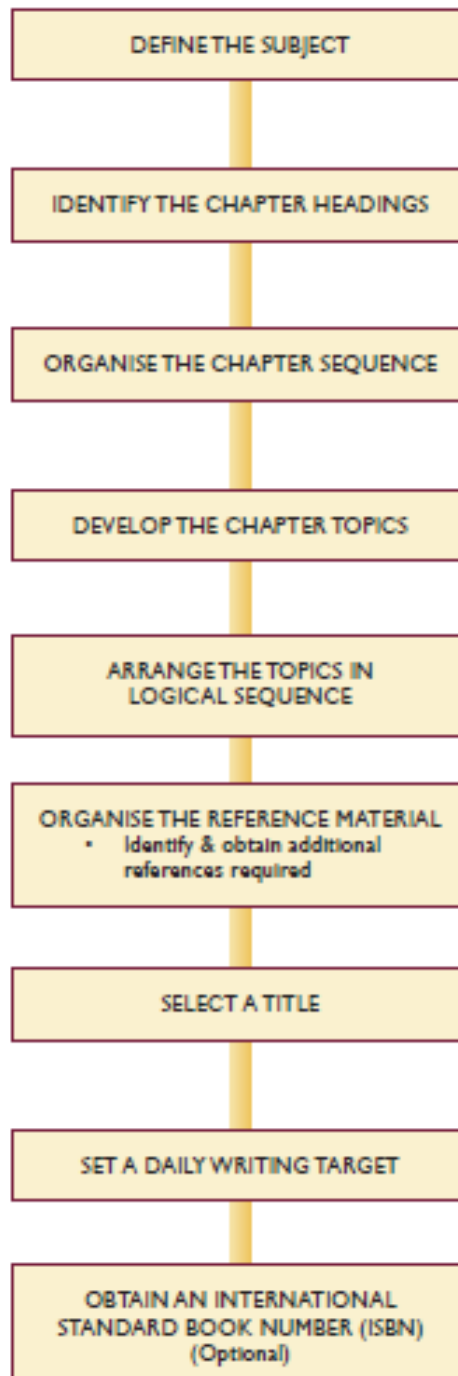 DEFINE THE SUBJECT
IDENTIFY THE CHAPTER HEADINGS
ORGANISE THE CHAPTER SEQUENCE
DEVELOP THE CHAPTER TOPICS
ARRANGE THE TOPICS IN
LOGICAL SEQUENCE
ORGANISE THE REFERENCE MATERIAL
• Identify & obtain additional
references required
SELECT A TITLE
SET A DAILY WRITING TARGET
OBTAIN AN INTERNATIONAL
STANDARD BOOK NUMBER (ISBN)
(Optional)